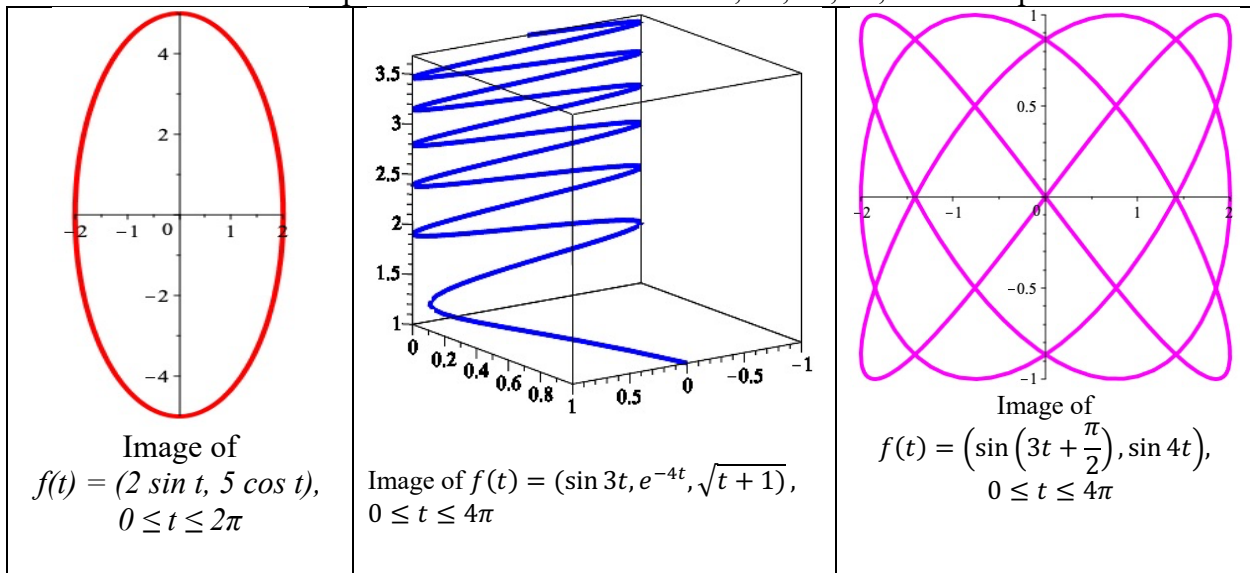 4
2
-2 -1 0 1 2
-2
-4
Image of
f(t) = (2 sin t, 5 cos t),
0 ≤ t ≤ 2π
3.5
3
2.5
2
1.5
1
0 0.2 0.4 0.6 0.8 1
0.5 0 -0.5 -1
Image of f(t) = (sin 3t, e^{-4t}, √(t + 1)),
0 ≤ t ≤ 4π
1
0.5
-2 -1 0 1 2
-0.5
-1
Image of
f(t) = (sin (3t + π/2), sin 4t),
0 ≤ t ≤ 4π